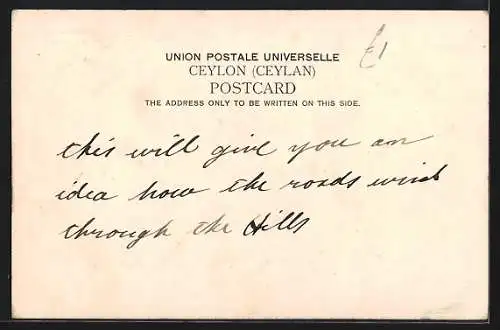 £1
UNION POSTALE UNIVERSELLE
CEYLON (CEYLAN)
POSTCARD
THE ADDRESS ONLY TO BE WRITTEN ON THIS SIDE.
this will give you an
idea how the roads wind
through the Hills